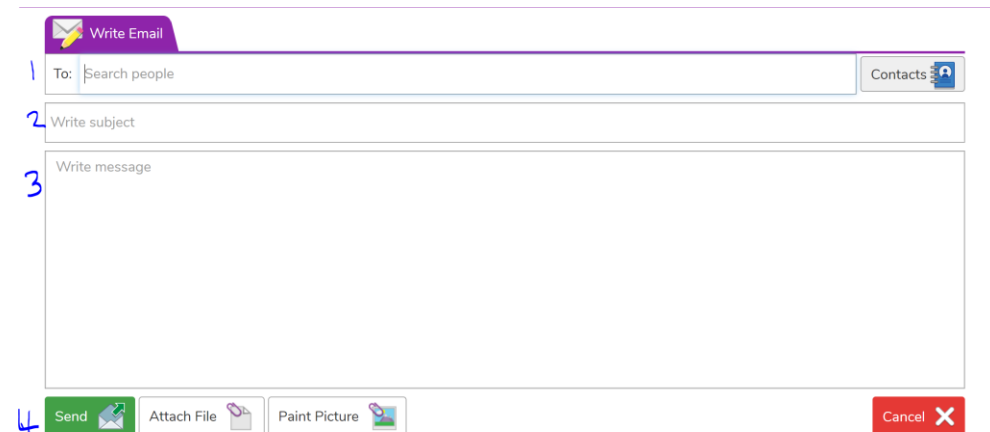 Write Email
1 To: Search people Contacts
2 Write subject
3 Write message
4 Send Attach File Paint Picture Cancel